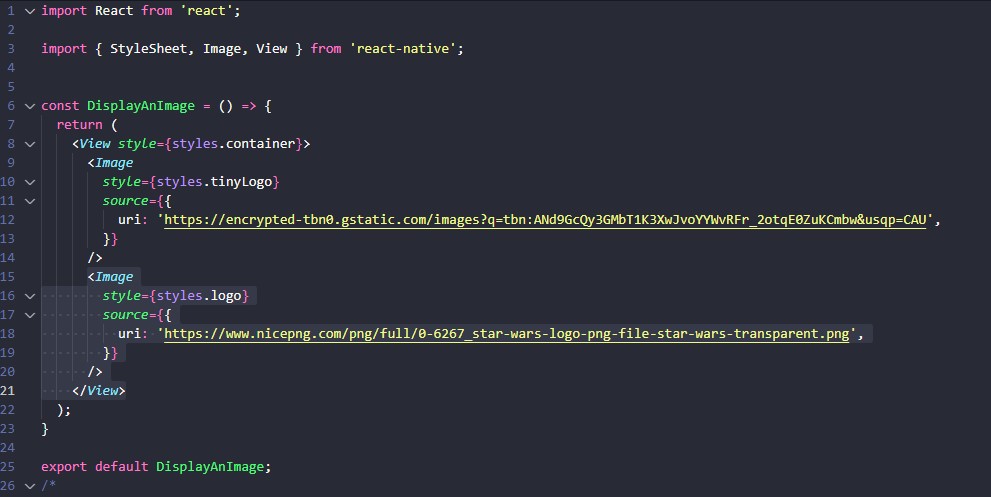 1 import React from 'react';
2
3 import { StyleSheet, Image, View } from 'react-native';
4
5
6 const DisplayAnImage = () => {
7   return (
8     <View style={styles.container}>
9       <Image
10         style={styles.tinyLogo}
11         source={{
12           uri: 'https://encrypted-tbn0.gstatic.com/images?q=tbn:ANd9GcQy3GMbT1K3XwJvoYYWvRFr_2otqE0ZuKCmbw&usqp=CAU',
13         }}
14       />
15       <Image
16         style={styles.logo}
17         source={{
18           uri: 'https://www.nicepng.com/png/full/0-6267_star-wars-logo-png-file-star-wars-transparent.png',
19         }}
20       />
21     </View>
22   );
23 }
24
25 export default DisplayAnImage;
26 /*